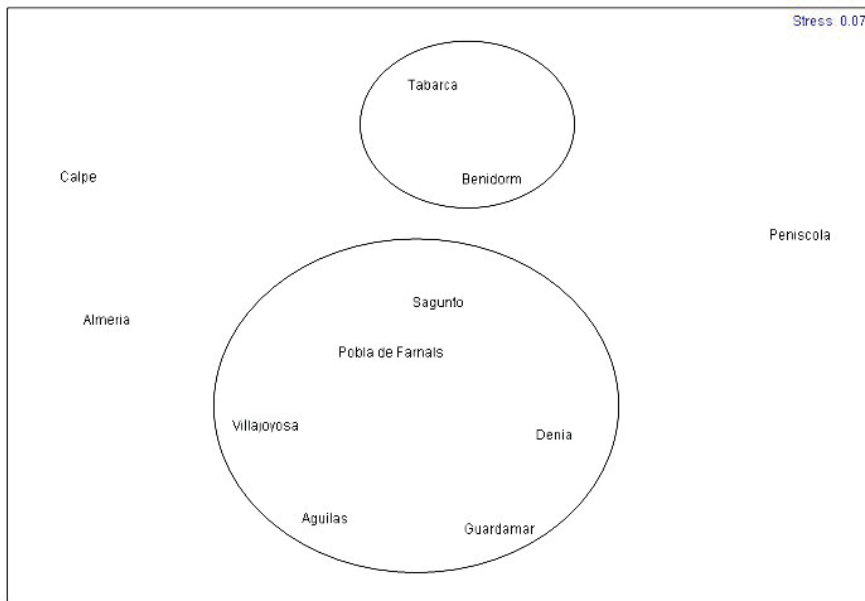 Stress 0.07
Tabarca
Calpe
Benidorm
Peniscola
Sagunto
Almeria
Pobla de Farnals
Villajoyosa
Denia
Aguilas
Guardamar